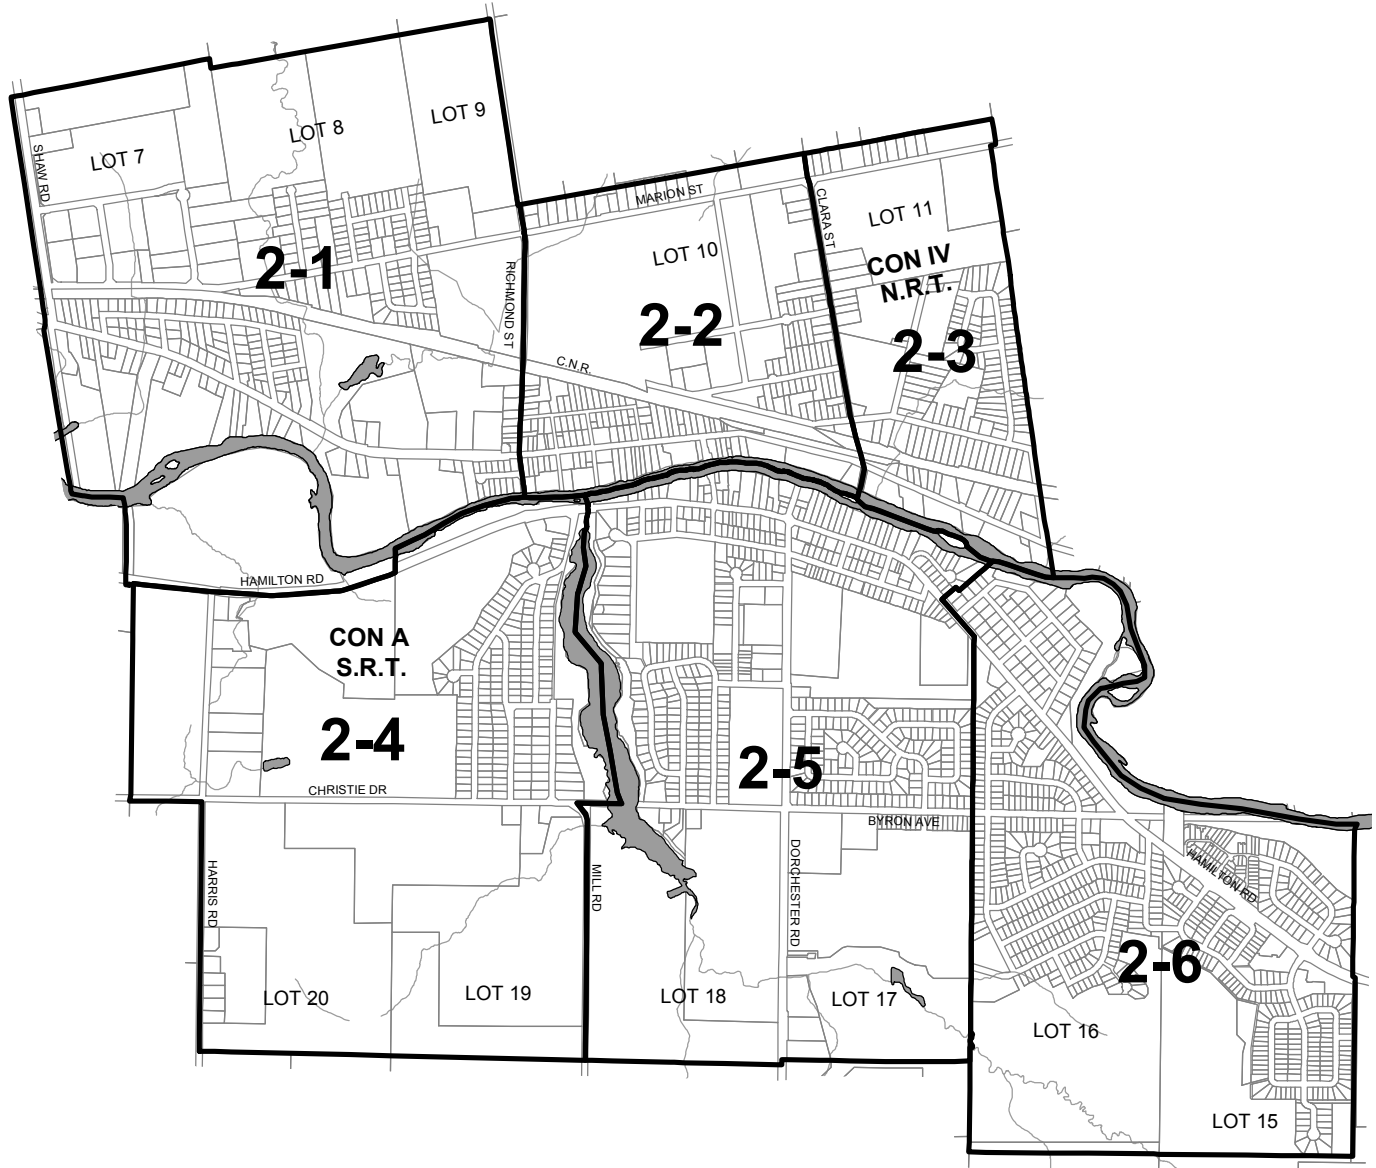 LOT 9
LOT 8
LOT 7
SHAW RD
MARION ST
CLARA ST
LOT 11
LOT 10
CON IV
N.R.T.
2-1
RICHMOND ST
2-2
2-3
C.N.R.
HAMILTON RD
CON A
S.R.T.
2-4
2-5
CHRISTIE DR
BYRON AVE
HARRIS RD
MILL RD
DORCHESTER RD
HAMILTON RD
2-6
LOT 20
LOT 19
LOT 18
LOT 17
LOT 16
LOT 15